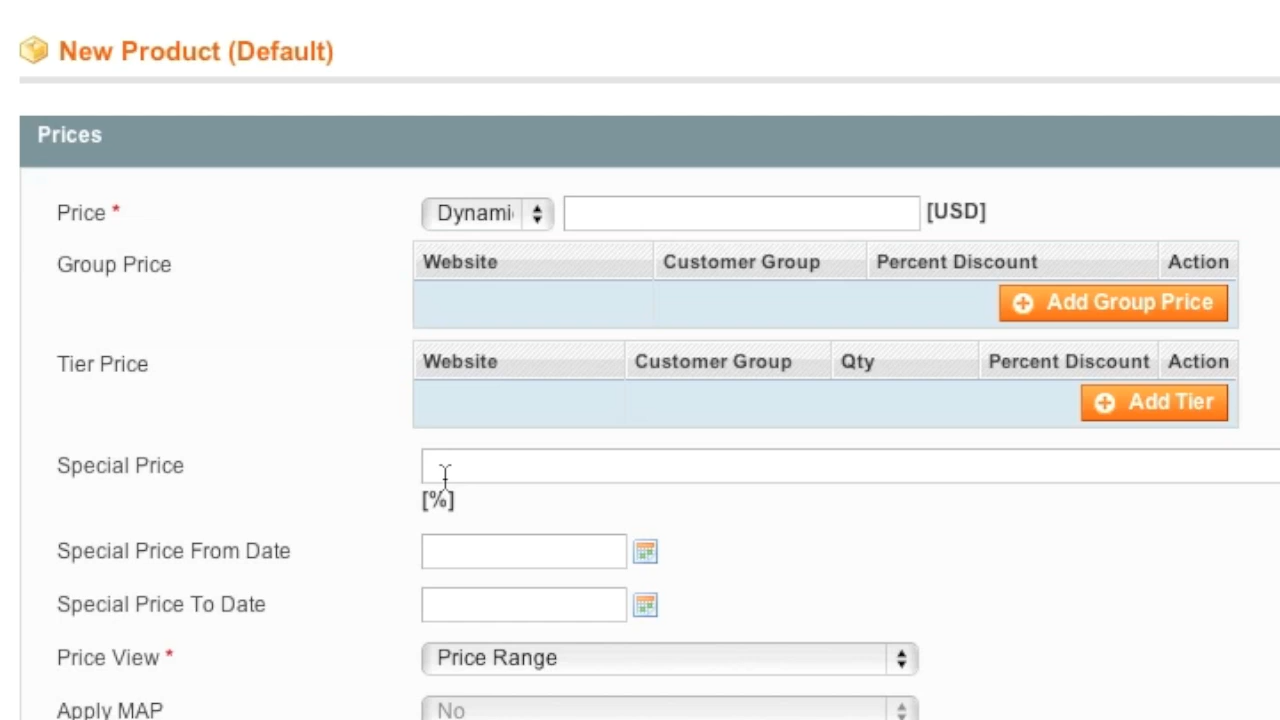 New Product (Default)
Prices
Price * Dynami [USD]
Group Price Website Customer Group Percent Discount Action
Add Group Price
Tier Price Website Customer Group Qty Percent Discount Action
Add Tier
Special Price
[%]
Special Price From Date
Special Price To Date
Price View * Price Range
Apply MAP No